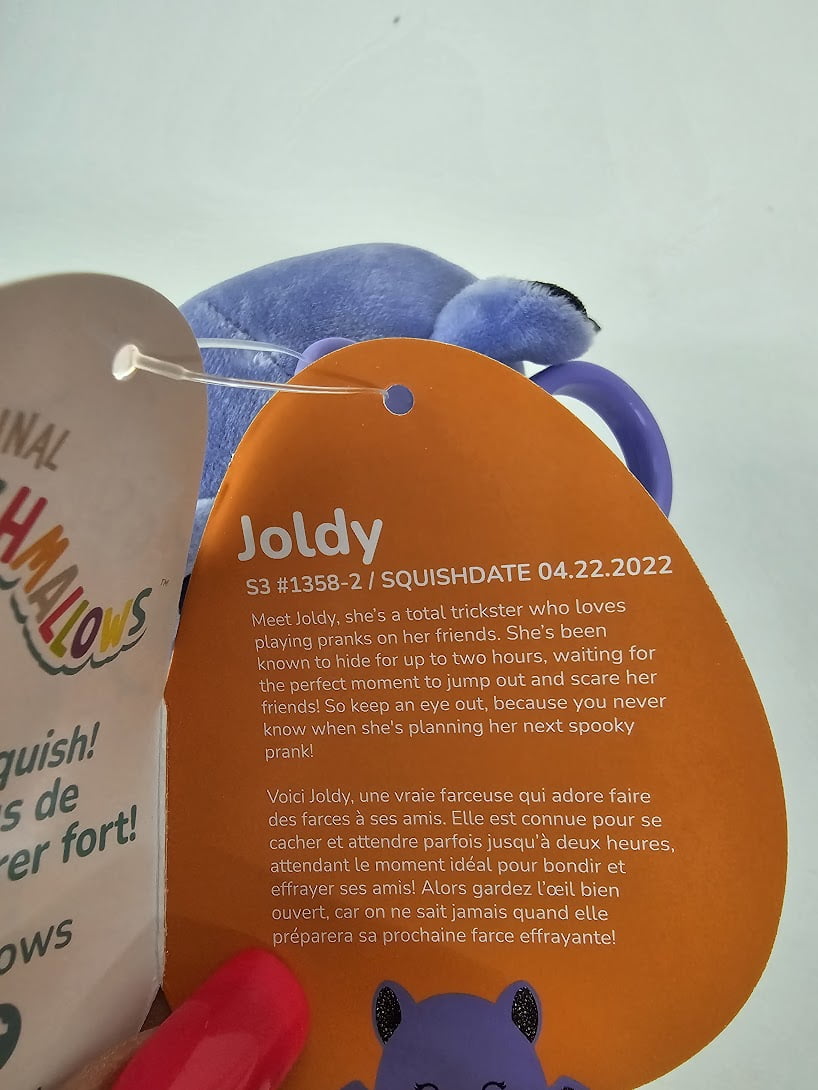 INAL
HMALLOWS™
quish!
s de
rer fort!
ows
Joldy
S3 #1358-2 / SQUISHDATE 04.22.2022
Meet Joldy, she's a total trickster who loves
playing pranks on her friends. She's been
known to hide for up to two hours, waiting for
the perfect moment to jump out and scare her
friends! So keep an eye out, because you never
know when she's planning her next spooky
prank!
Voici Joldy, une vraie farceuse qui adore faire
des farces à ses amis. Elle est connue pour se
cacher et attendre parfois jusqu'à deux heures,
attendant le moment idéal pour bondir et
effrayer ses amis! Alors gardez l'œil bien
ouvert, car on ne sait jamais quand elle
préparera sa prochaine farce effrayante!